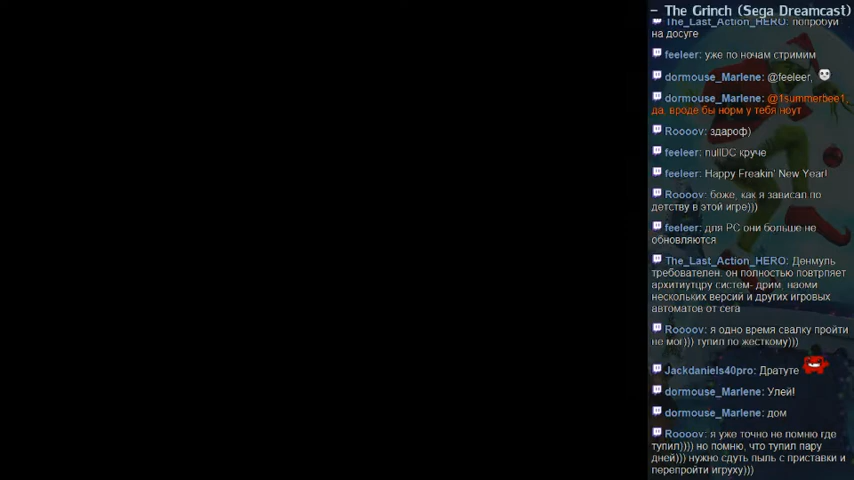 – The Grinch (Sega Dreamcast)
The_Last_Action_HERO: попробуй
на досуге
feeleer: уже по ночам стримим
dormouse_Marlene: @feeleer,
dormouse_Marlene: @1summerbee1,
да, вроде бы норм у тебя ноут
Roooov: здароф)
feeleer: nullDC круче
feeleer: Happy Freakin' New Year!
Roooov: боже, как я зависал по
детству в этой игре)))
feeleer: для PC они больше не
обновляются
The_Last_Action_HERO: Денмуль
требователен. он полностью повтрляет
архитиутцру систем- дрим, наоми
нескольких версий и других игровых
автоматов от сега
Roooov: я одно время свалку пройти
не мог))) тупил по жесткому)))
Jackdaniels40pro: Дратуте
dormouse_Marlene: Улей!
dormouse_Marlene: дом
Roooov: я уже точно не помню где
тупил)))) но помню, что тупил пару
дней))) нужно сдуть пыль с приставки и
перепройти игруху)))